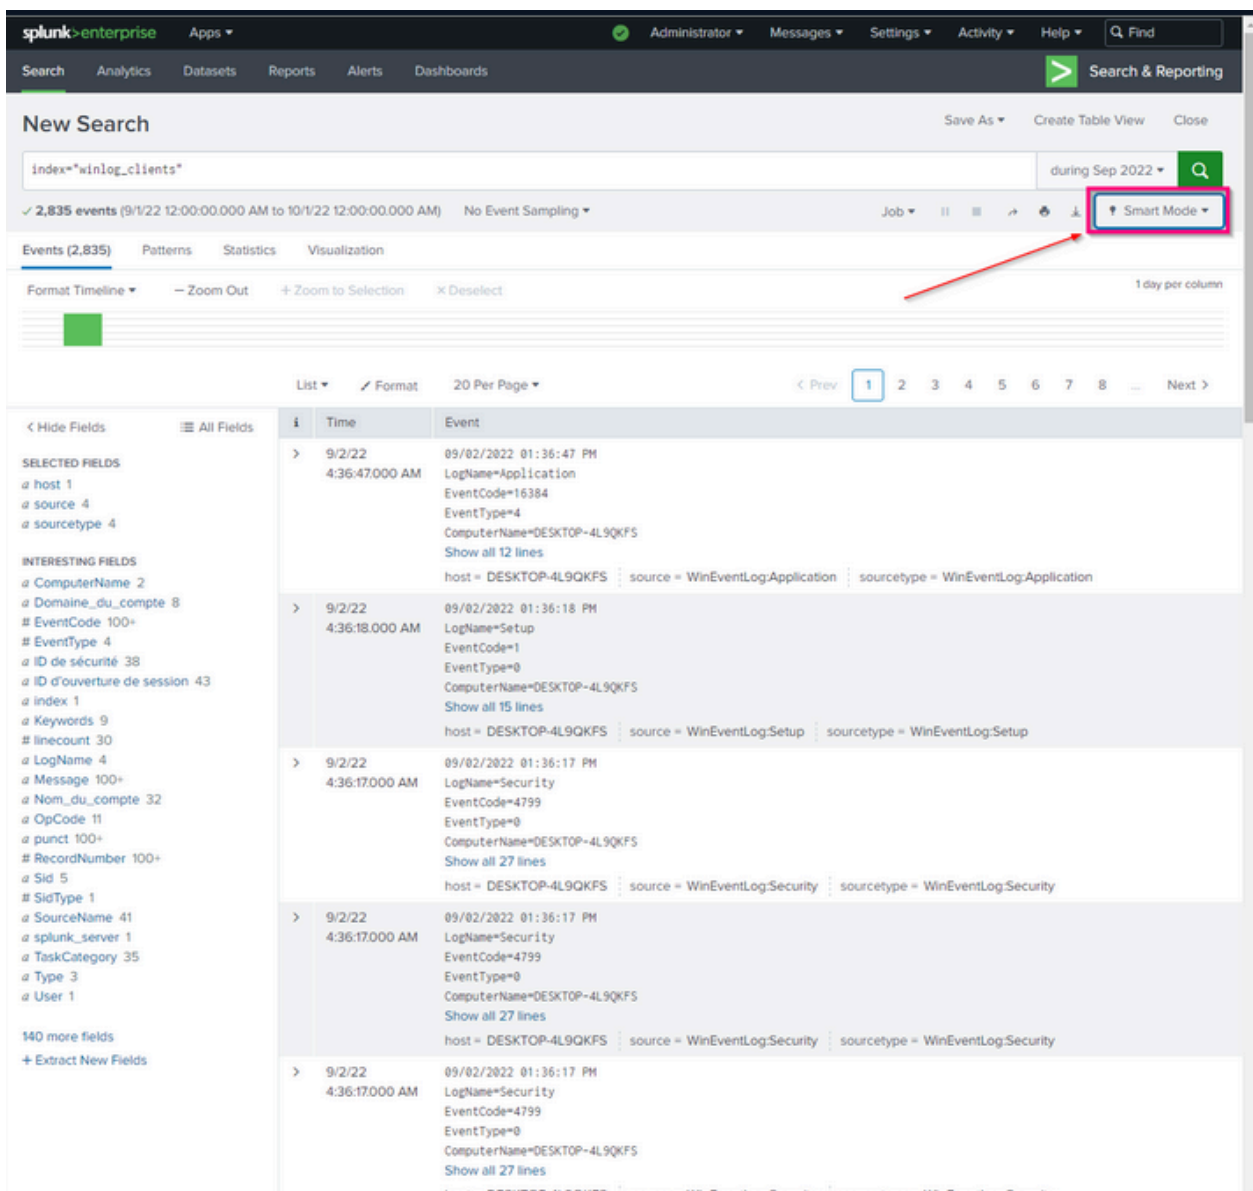 splunk>enterprise Apps Administrator Messages Settings Activity Help Find
Search Analytics Datasets Reports Alerts Dashboards Search & Reporting
New Search Save As Create Table View Close
index="winlog_clients" during Sep 2022
✓ 2,835 events (9/1/22 12:00:00.000 AM to 10/1/22 12:00:00.000 AM) No Event Sampling Job Smart Mode
Events (2,835) Patterns Statistics Visualization
Format Timeline — Zoom Out + Zoom to Selection × Deselect 1 day per column
List Format 20 Per Page < Prev 1 2 3 4 5 6 7 8 ... Next >
< Hide Fields All Fields
SELECTED FIELDS
a host 1
a source 4
a sourcetype 4
INTERESTING FIELDS
a ComputerName 2
a Domaine_du_compte 8
# EventCode 100+
# EventType 4
a ID de sécurité 38
a ID d'ouverture de session 43
a index 1
a Keywords 9
# linecount 30
a LogName 4
a Message 100+
a Nom_du_compte 32
a OpCode 11
a punct 100+
# RecordNumber 100+
a Sid 5
# SidType 1
a SourceName 41
a splunk_server 1
a TaskCategory 35
a Type 3
a User 1
140 more fields
+ Extract New Fields
i Time Event
> 9/2/22 09/02/2022 01:36:47 PM
4:36:47.000 AM LogName=Application
EventCode=16384
EventType=4
ComputerName=DESKTOP-4L9QKFS
Show all 12 lines
host = DESKTOP-4L9QKFS source = WinEventLog:Application sourcetype = WinEventLog:Application
> 9/2/22 09/02/2022 01:36:18 PM
4:36:18.000 AM LogName=Setup
EventCode=1
EventType=0
ComputerName=DESKTOP-4L9QKFS
Show all 15 lines
host = DESKTOP-4L9QKFS source = WinEventLog:Setup sourcetype = WinEventLog:Setup
> 9/2/22 09/02/2022 01:36:17 PM
4:36:17.000 AM LogName=Security
EventCode=4799
EventType=0
ComputerName=DESKTOP-4L9QKFS
Show all 27 lines
host = DESKTOP-4L9QKFS source = WinEventLog:Security sourcetype = WinEventLog:Security
> 9/2/22 09/02/2022 01:36:17 PM
4:36:17.000 AM LogName=Security
EventCode=4799
EventType=0
ComputerName=DESKTOP-4L9QKFS
Show all 27 lines
host = DESKTOP-4L9QKFS source = WinEventLog:Security sourcetype = WinEventLog:Security
> 9/2/22 09/02/2022 01:36:17 PM
4:36:17.000 AM LogName=Security
EventCode=4799
EventType=0
ComputerName=DESKTOP-4L9QKFS
Show all 27 lines